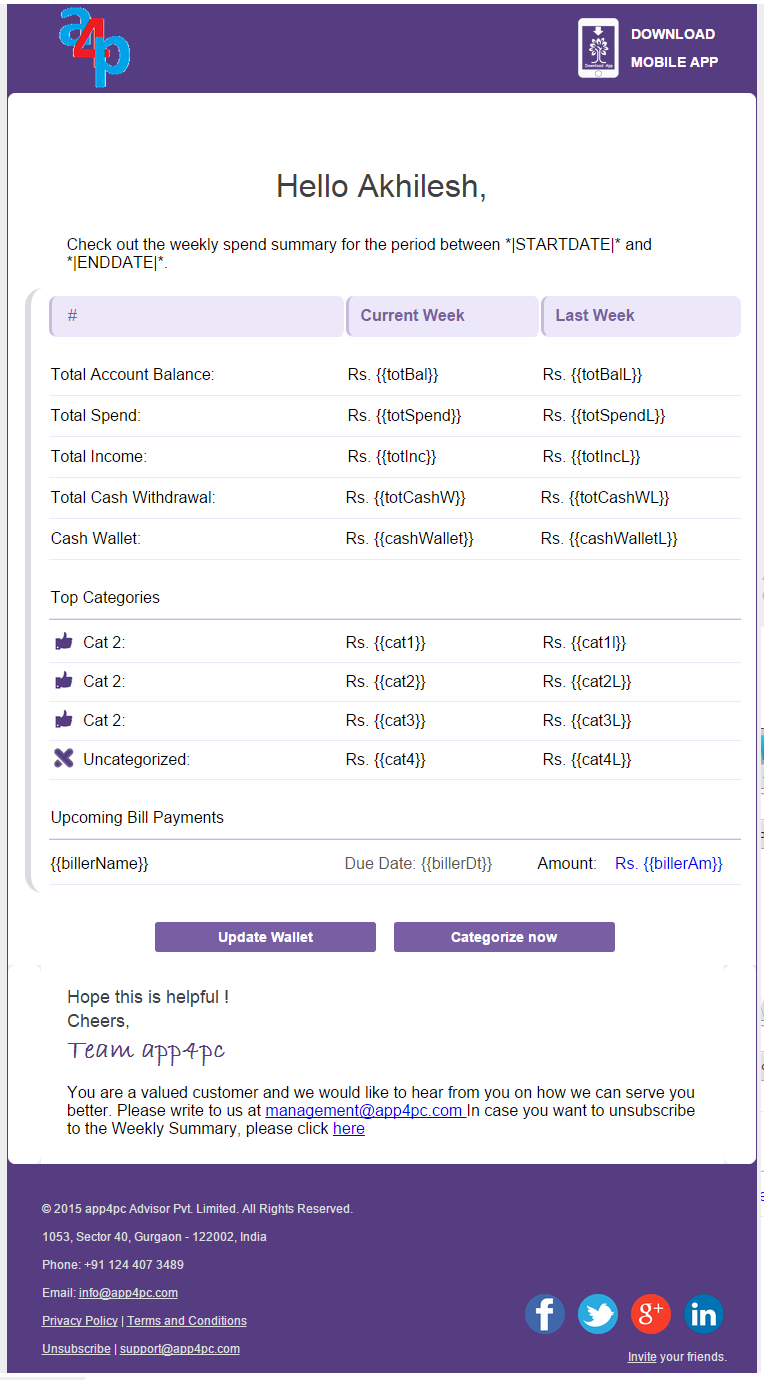 a4p
DOWNLOAD
MOBILE APP
Download App
Hello Akhilesh,
Check out the weekly spend summary for the period between *|STARTDATE|* and
*|ENDDATE|*.
# Current Week Last Week
Total Account Balance: Rs. {{totBal}} Rs. {{totBalL}}
Total Spend: Rs. {{totSpend}} Rs. {{totSpendL}}
Total Income: Rs. {{totInc}} Rs. {{totIncL}}
Total Cash Withdrawal: Rs. {{totCashW}} Rs. {{totCashWL}}
Cash Wallet: Rs. {{cashWallet}} Rs. {{cashWalletL}}
Top Categories
Cat 2: Rs. {{cat1}} Rs. {{cat1l}}
Cat 2: Rs. {{cat2}} Rs. {{cat2L}}
Cat 2: Rs. {{cat3}} Rs. {{cat3L}}
Uncategorized: Rs. {{cat4}} Rs. {{cat4L}}
Upcoming Bill Payments
{{billerName}} Due Date: {{billerDt}} Amount: Rs. {{billerAm}}
Update Wallet Categorize now
Hope this is helpful !
Cheers,
Team app4pc
You are a valued customer and we would like to hear from you on how we can serve you
better. Please write to us at management@app4pc.com In case you want to unsubscribe
to the Weekly Summary, please click here
© 2015 app4pc Advisor Pvt. Limited. All Rights Reserved.
1053, Sector 40, Gurgaon - 122002, India
Phone: +91 124 407 3489
Email: info@app4pc.com
Privacy Policy | Terms and Conditions
Unsubscribe | support@app4pc.com
f g+ in
Invite your friends.